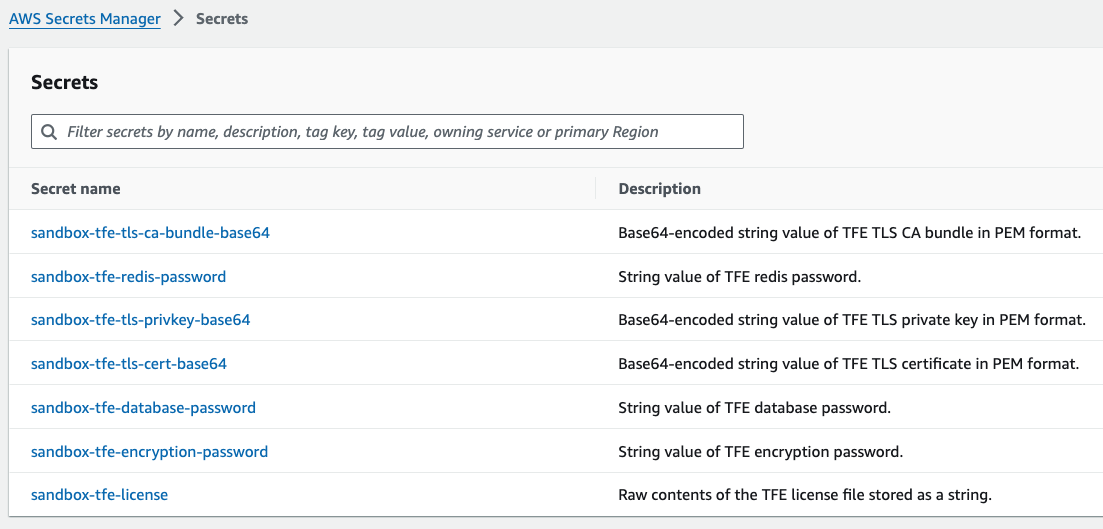 AWS Secrets Manager > Secrets
Secrets
Filter secrets by name, description, tag key, tag value, owning service or primary Region
Secret name Description
sandbox-tfe-tls-ca-bundle-base64 Base64-encoded string value of TFE TLS CA bundle in PEM format.
sandbox-tfe-redis-password String value of TFE redis password.
sandbox-tfe-tls-privkey-base64 Base64-encoded string value of TFE TLS private key in PEM format.
sandbox-tfe-tls-cert-base64 Base64-encoded string value of TFE TLS certificate in PEM format.
sandbox-tfe-database-password String value of TFE database password.
sandbox-tfe-encryption-password String value of TFE encryption password.
sandbox-tfe-license Raw contents of the TFE license file stored as a string.